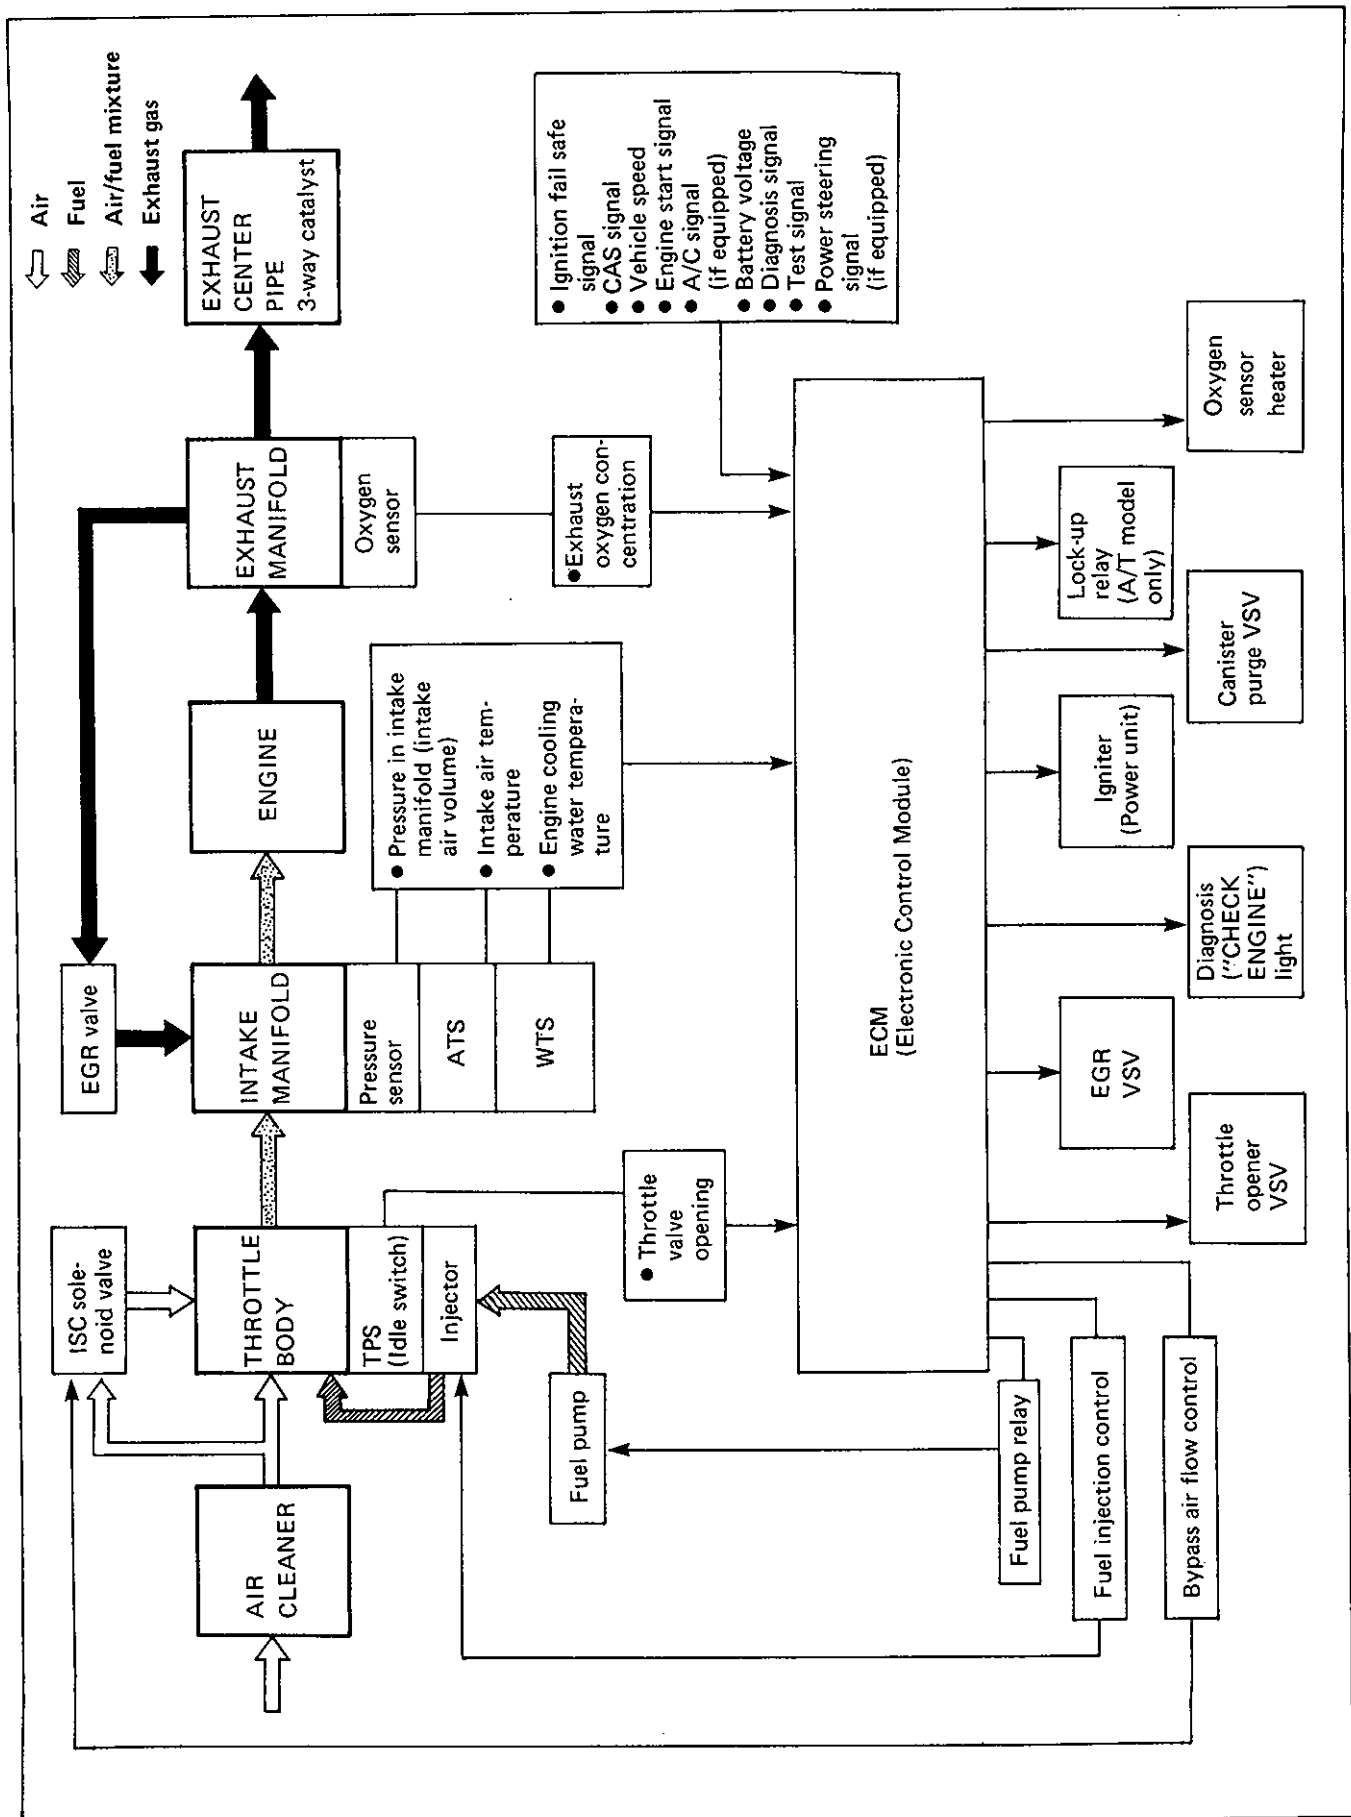 Air
Fuel
Air/fuel mixture
Exhaust gas
ISC sole-
noid valve
EGR valve
AIR
CLEANER
THROTTLE
BODY
TPS
(Idle switch)
Injector
INTAKE
MANIFOLD
Pressure
sensor
ATS
WTS
ENGINE
EXHAUST
MANIFOLD
Oxygen
sensor
EXHAUST
CENTER
PIPE
3-way catalyst
Fuel pump
● Throttle
valve
opening
● Pressure in intake
manifold (intake
air volume)
● Intake air tem-
perature
● Engine cooling
water tempera-
ture
● Exhaust
oxygen con-
centration
● Ignition fail safe
signal
● CAS signal
● Vehicle speed
● Engine start signal
● A/C signal
(if equipped)
● Battery voltage
● Diagnosis signal
● Test signal
● Power steering
signal
(if equipped)
ECM
(Electronic Control Module)
Fuel pump relay
Fuel injection control
Bypass air flow control
Throttle
opener
VSV
EGR
VSV
Diagnosis
("CHECK
ENGINE")
light
Igniter
(Power unit)
Canister
purge VSV
Lock-up
relay
(A/T model
only)
Oxygen
sensor
heater